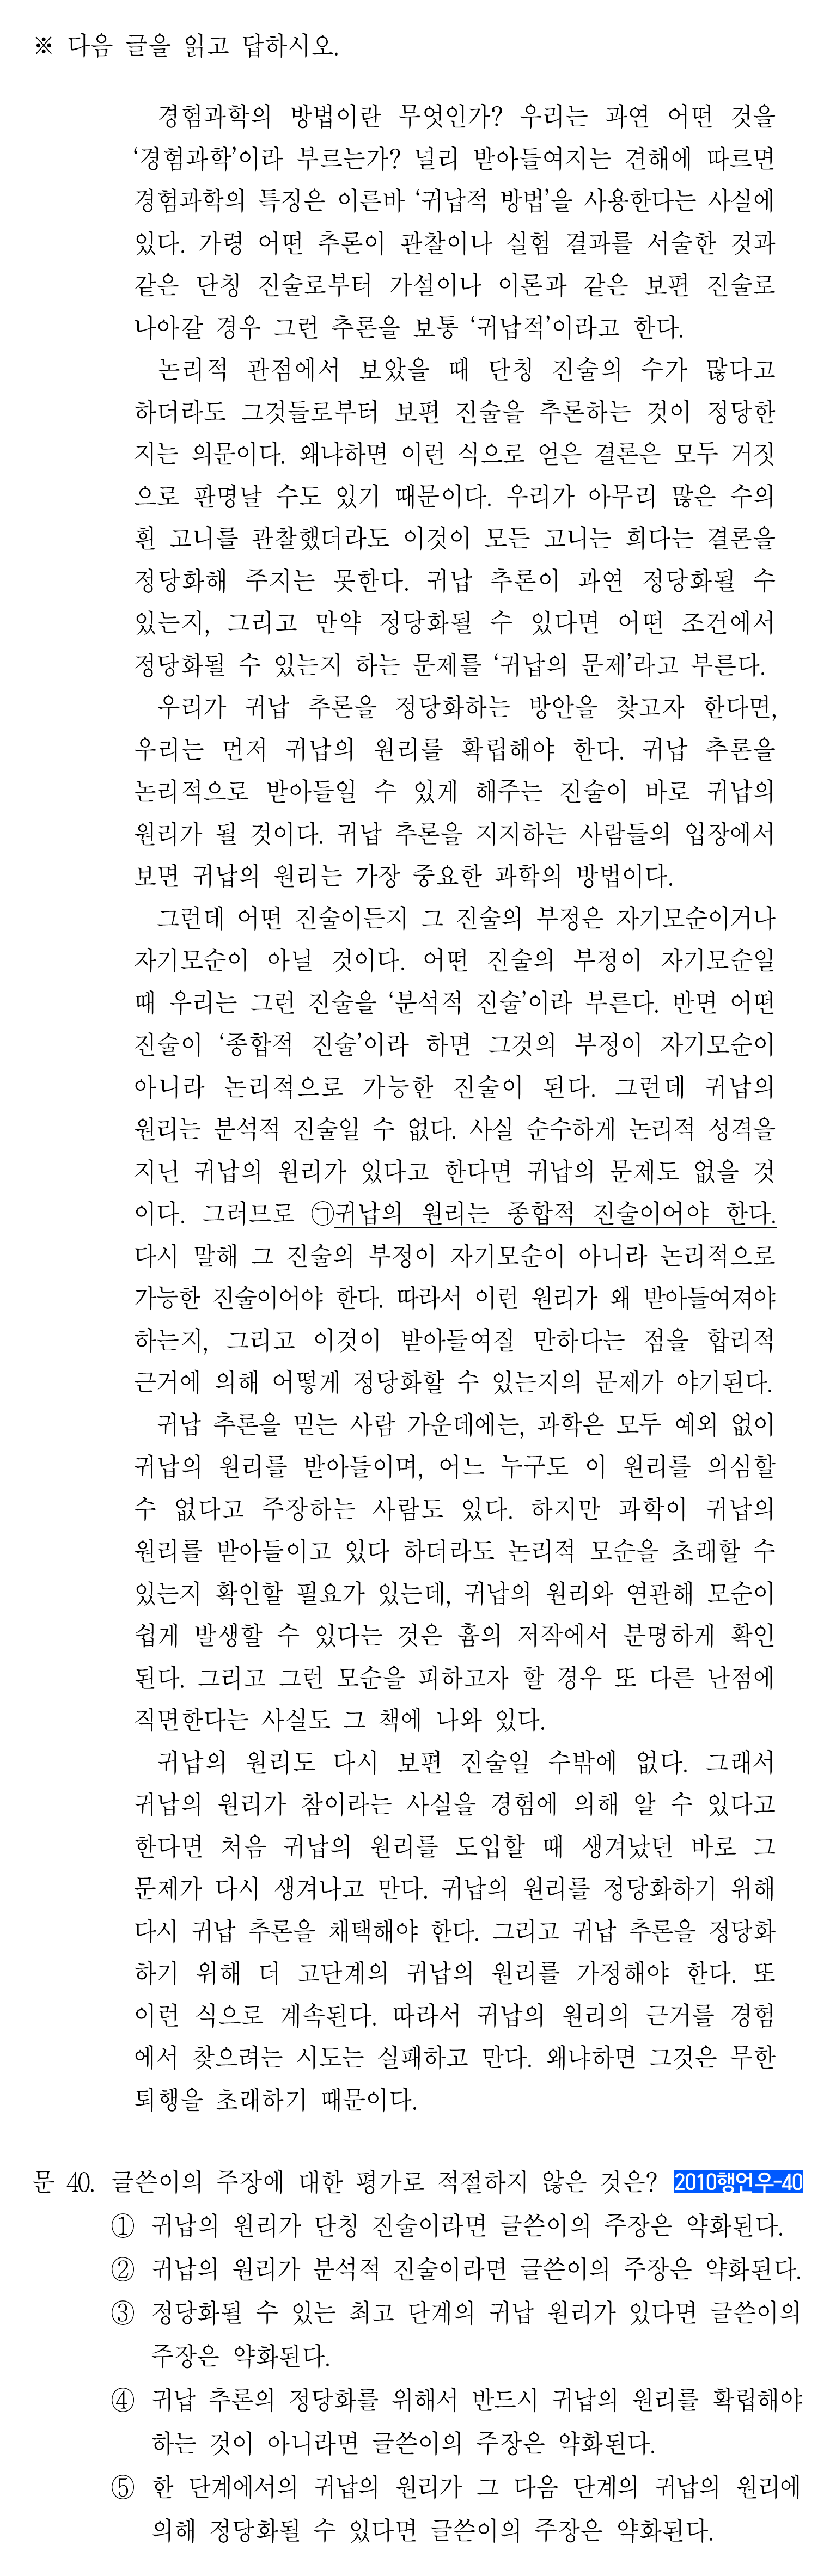 ※ 다음 글을 읽고 답하시오.
경험과학의 방법이란 무엇인가? 우리는 과연 어떤 것을
‘경험과학’이라 부르는가? 널리 받아들여지는 견해에 따르면
경험과학의 특징은 이른바 ‘귀납적 방법’을 사용한다는 사실에
있다. 가령 어떤 추론이 관찰이나 실험 결과를 서술한 것과
같은 단칭 진술로부터 가설이나 이론과 같은 보편 진술로
나아갈 경우 그런 추론을 보통 ‘귀납적’이라고 한다.
논리적 관점에서 보았을 때 단칭 진술의 수가 많다고
하더라도 그것들로부터 보편 진술을 추론하는 것이 정당한
지는 의문이다. 왜냐하면 이런 식으로 얻은 결론은 모두 거짓
으로 판명날 수도 있기 때문이다. 우리가 아무리 많은 수의
흰 고니를 관찰했더라도 이것이 모든 고니는 희다는 결론을
정당화해 주지는 못한다. 귀납 추론이 과연 정당화될 수
있는지, 그리고 만약 정당화될 수 있다면 어떤 조건에서
정당화될 수 있는지 하는 문제를 ‘귀납의 문제’라고 부른다.
우리가 귀납 추론을 정당화하는 방안을 찾고자 한다면,
우리는 먼저 귀납의 원리를 확립해야 한다. 귀납 추론을
논리적으로 받아들일 수 있게 해주는 진술이 바로 귀납의
원리가 될 것이다. 귀납 추론을 지지하는 사람들의 입장에서
보면 귀납의 원리는 가장 중요한 과학의 방법이다.
그런데 어떤 진술이든지 그 진술의 부정은 자기모순이거나
자기모순이 아닐 것이다. 어떤 진술의 부정이 자기모순일
때 우리는 그런 진술을 ‘분석적 진술’이라 부른다. 반면 어떤
진술이 ‘종합적 진술’이라 하면 그것의 부정이 자기모순이
아니라 논리적으로 가능한 진술이 된다. 그런데 귀납의
원리는 분석적 진술일 수 없다. 사실 순수하게 논리적 성격을
지닌 귀납의 원리가 있다고 한다면 귀납의 문제도 없을 것
이다. 그러므로 ㉠귀납의 원리는 종합적 진술이어야 한다.
다시 말해 그 진술의 부정이 자기모순이 아니라 논리적으로
가능한 진술이어야 한다. 따라서 이런 원리가 왜 받아들여져야
하는지, 그리고 이것이 받아들여질 만하다는 점을 합리적
근거에 의해 어떻게 정당화할 수 있는지의 문제가 야기된다.
귀납 추론을 믿는 사람 가운데에는, 과학은 모두 예외 없이
귀납의 원리를 받아들이며, 어느 누구도 이 원리를 의심할
수 없다고 주장하는 사람도 있다. 하지만 과학이 귀납의
원리를 받아들이고 있다 하더라도 논리적 모순을 초래할 수
있는지 확인할 필요가 있는데, 귀납의 원리와 연관해 모순이
쉽게 발생할 수 있다는 것은 흄의 저작에서 분명하게 확인
된다. 그리고 그런 모순을 피하고자 할 경우 또 다른 난점에
직면한다는 사실도 그 책에 나와 있다.
귀납의 원리도 다시 보편 진술일 수밖에 없다. 그래서
귀납의 원리가 참이라는 사실을 경험에 의해 알 수 있다고
한다면 처음 귀납의 원리를 도입할 때 생겨났던 바로 그
문제가 다시 생겨나고 만다. 귀납의 원리를 정당화하기 위해
다시 귀납 추론을 채택해야 한다. 그리고 귀납 추론을 정당화
하기 위해 더 고단계의 귀납의 원리를 가정해야 한다. 또
이런 식으로 계속된다. 따라서 귀납의 원리의 근거를 경험
에서 찾으려는 시도는 실패하고 만다. 왜냐하면 그것은 무한
퇴행을 초래하기 때문이다.
문 40. 글쓴이의 주장에 대한 평가로 적절하지 않은 것은? 2010행언우-40
① 귀납의 원리가 단칭 진술이라면 글쓴이의 주장은 약화된다.
② 귀납의 원리가 분석적 진술이라면 글쓴이의 주장은 약화된다.
③ 정당화될 수 있는 최고 단계의 귀납 원리가 있다면 글쓴이의
주장은 약화된다.
④ 귀납 추론의 정당화를 위해서 반드시 귀납의 원리를 확립해야
하는 것이 아니라면 글쓴이의 주장은 약화된다.
⑤ 한 단계에서의 귀납의 원리가 그 다음 단계의 귀납의 원리에
의해 정당화될 수 있다면 글쓴이의 주장은 약화된다.